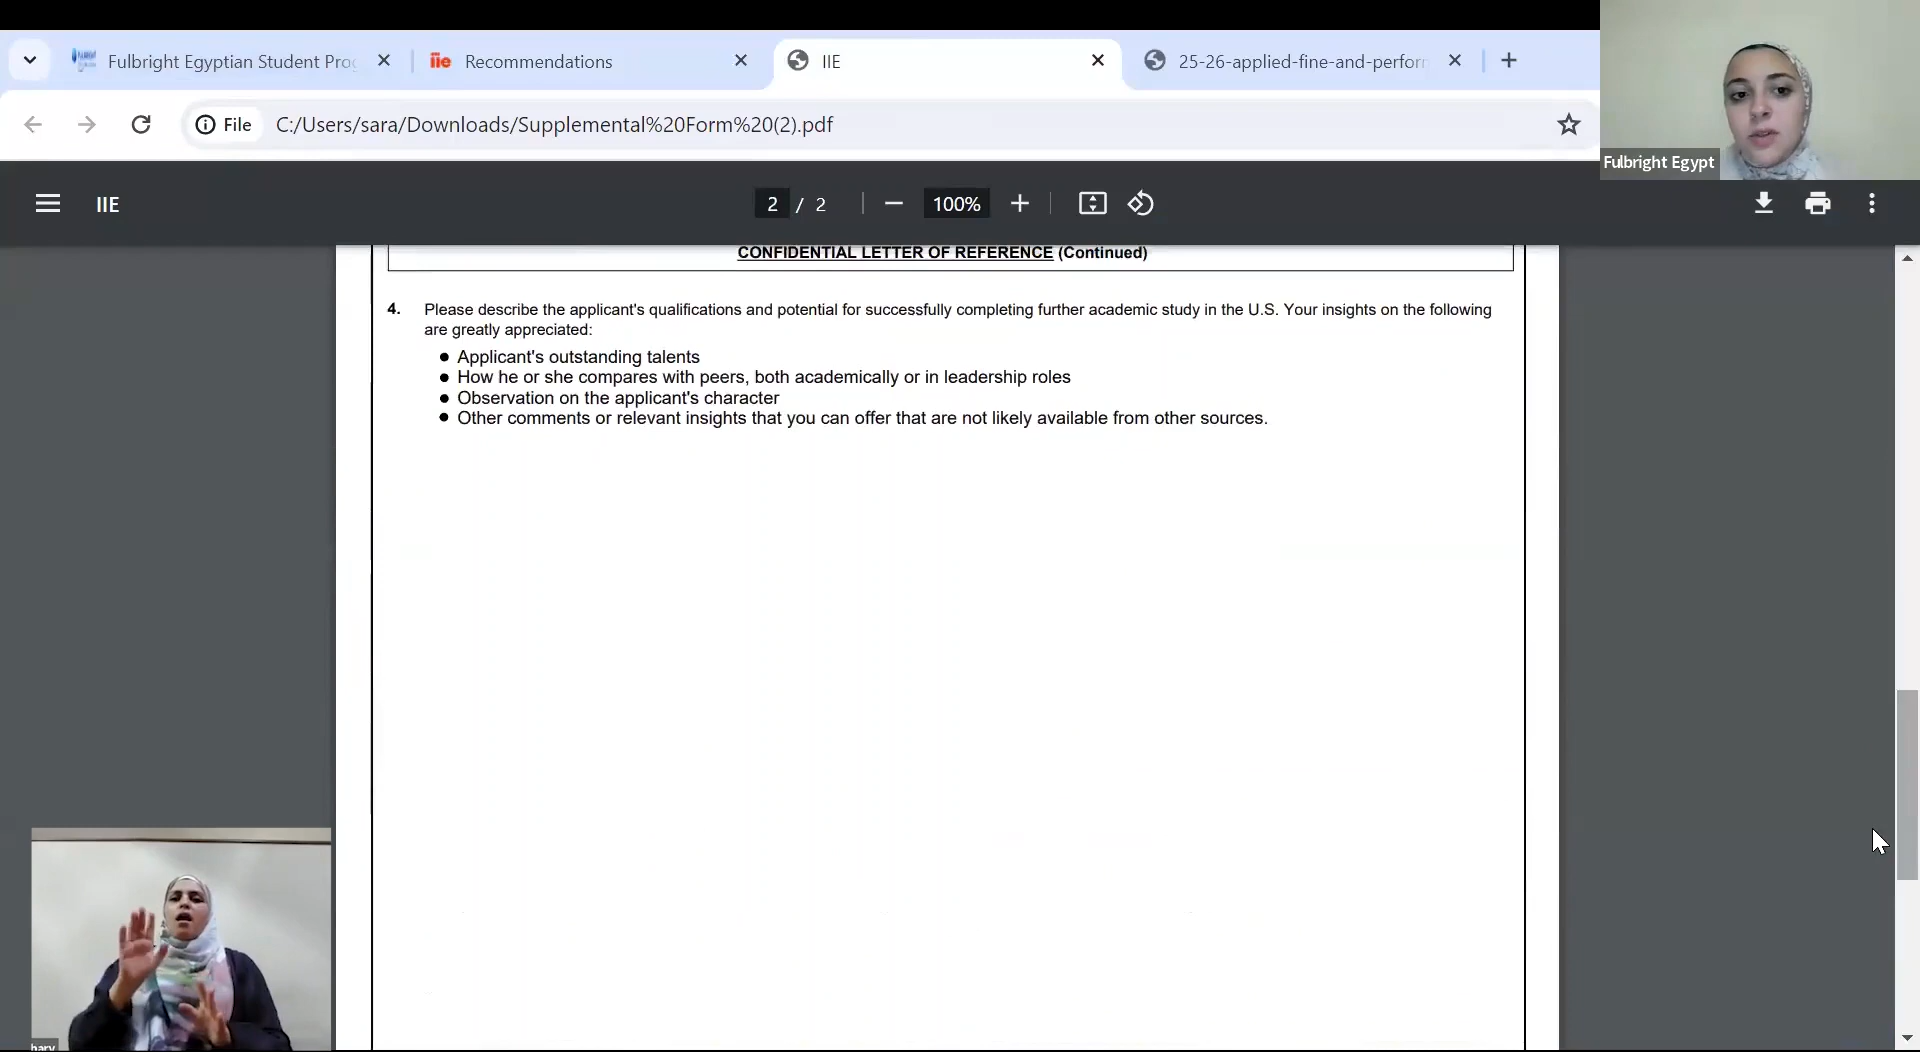 Fulbright Egyptian Student Prog
iie Recommendations
IIE
25-26-applied-fine-and-perfor
File C:/Users/sara/Downloads/Supplemental%20Form%20(2).pdf
Fulbright Egypt
IIE
2 / 2
100%
CONFIDENTIAL LETTER OF REFERENCE (Continued)
4. Please describe the applicant's qualifications and potential for successfully completing further academic study in the U.S. Your insights on the following
are greatly appreciated:
● Applicant's outstanding talents
● How he or she compares with peers, both academically or in leadership roles
● Observation on the applicant's character
● Other comments or relevant insights that you can offer that are not likely available from other sources.